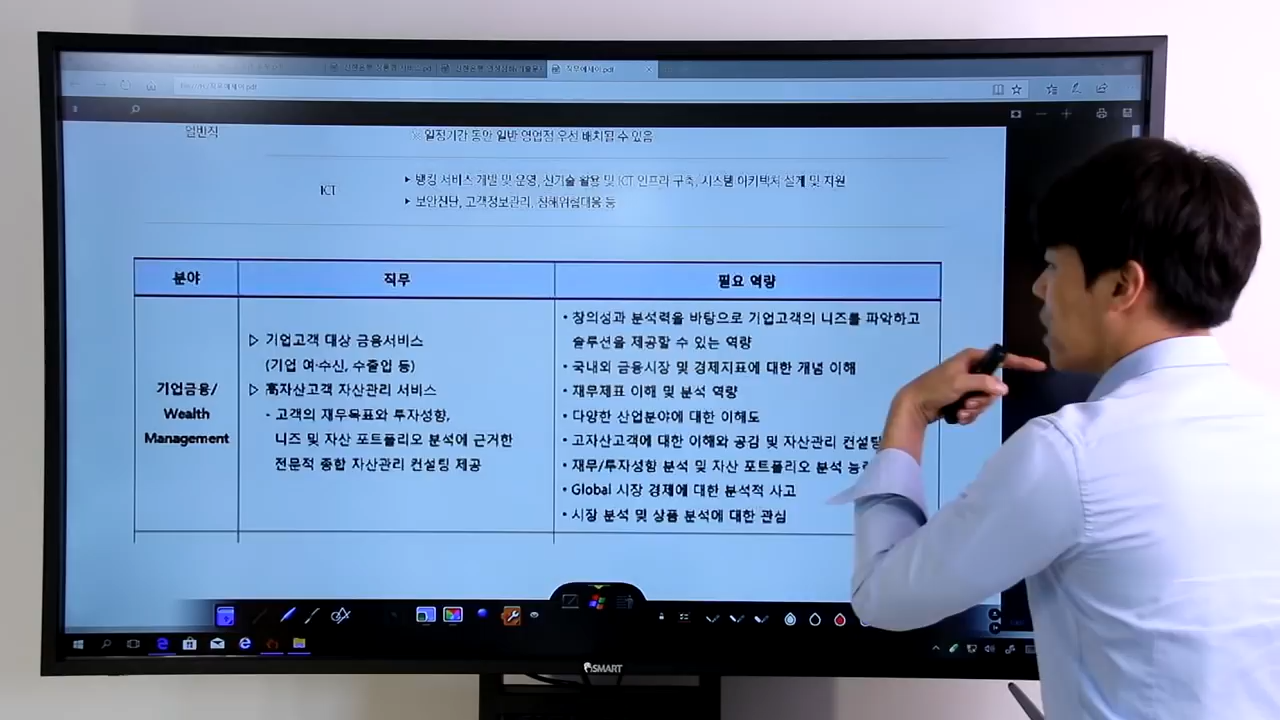 직무에세이.pdf
일반직
※ 일정기간 동안 일반 영업점 우선 배치될 수 있음
ICT
▸ 뱅킹 서비스 개발 및 운영, 신기술 활용 및 ICT 인프라 구축, 시스템 아키텍처 설계 및 지원
▸ 보안진단, 고객정보관리, 침해위협대응 등
분야
직무
필요 역량
기업금융/
Wealth
Management
▷ 기업고객 대상 금융서비스
(기업 여·수신, 수출입 등)
▷ 高자산고객 자산관리 서비스
- 고객의 재무목표와 투자성향,
니즈 및 자산 포트폴리오 분석에 근거한
전문적 종합 자산관리 컨설팅 제공
• 창의성과 분석력을 바탕으로 기업고객의 니즈를 파악하고
솔루션을 제공할 수 있는 역량
• 국내외 금융시장 및 경제지표에 대한 개념 이해
• 재무제표 이해 및 분석 역량
• 다양한 산업분야에 대한 이해도
• 고자산고객에 대한 이해와 공감 및 자산관리 컨설팅
• 재무/투자성향 분석 및 자산 포트폴리오 분석
• Global 시장 경제에 대한 분석적 사고
• 시장 분석 및 상품 분석에 대한 관심
SMART